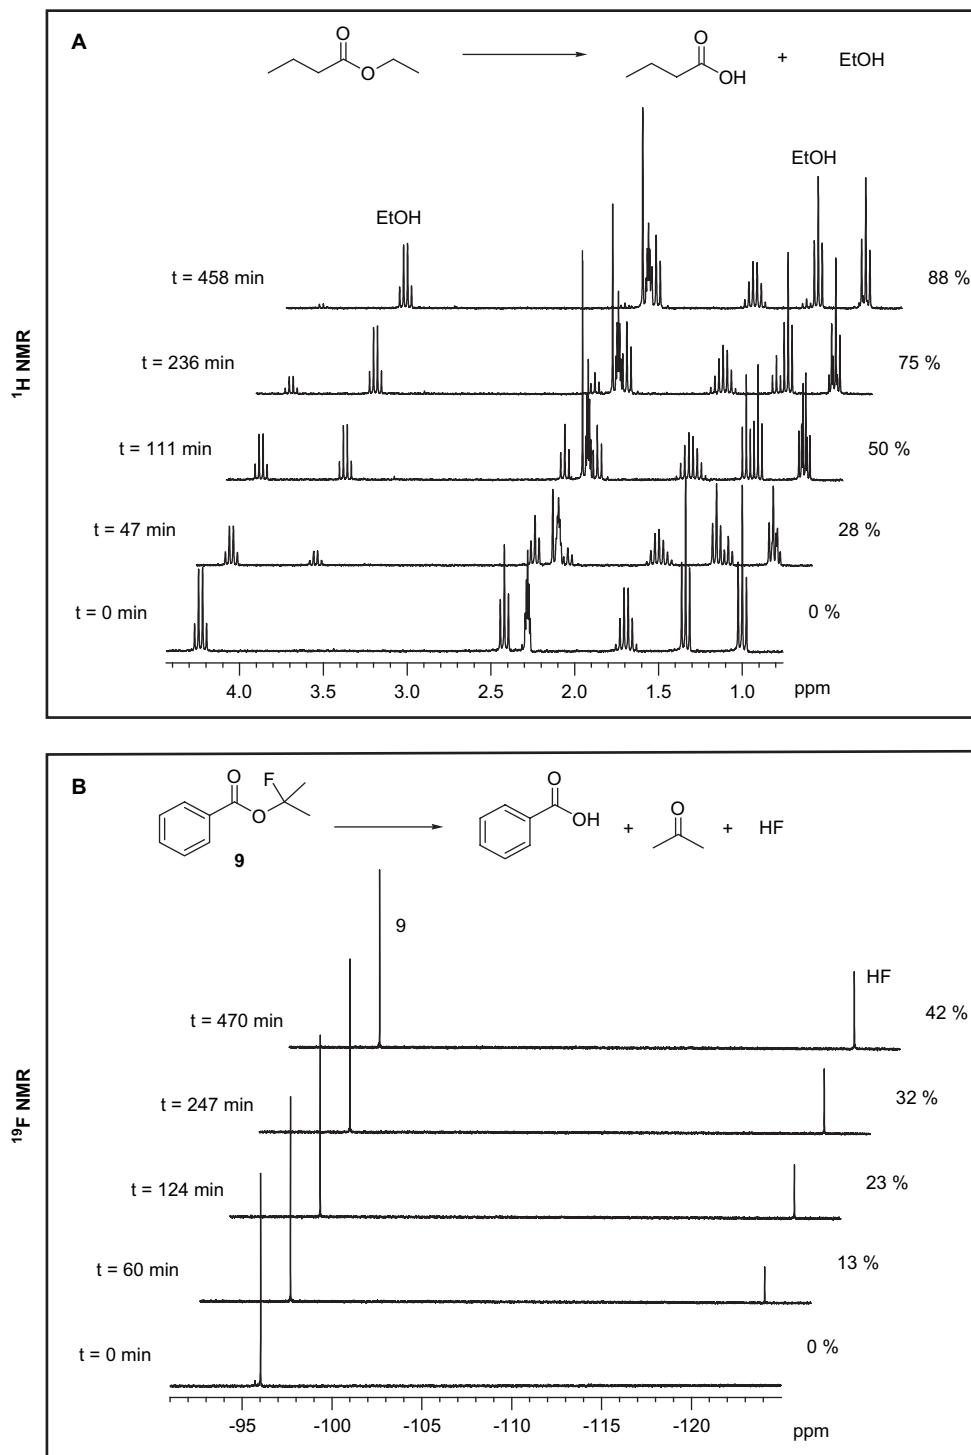 A
O
O
O
OH
+
EtOH
EtOH
EtOH
t = 458 min
88 %
t = 236 min
75 %
t = 111 min
50 %
t = 47 min
28 %
t = 0 min
0 %
¹H NMR
4.0 3.5 3.0 2.5 2.0 1.5 1.0 ppm
B
O
F
O
9
O
OH
+
O
+
HF
9
HF
t = 470 min
42 %
t = 247 min
32 %
t = 124 min
23 %
t = 60 min
13 %
t = 0 min
0 %
¹⁹F NMR
-95 -100 -105 -110 -115 -120 ppm